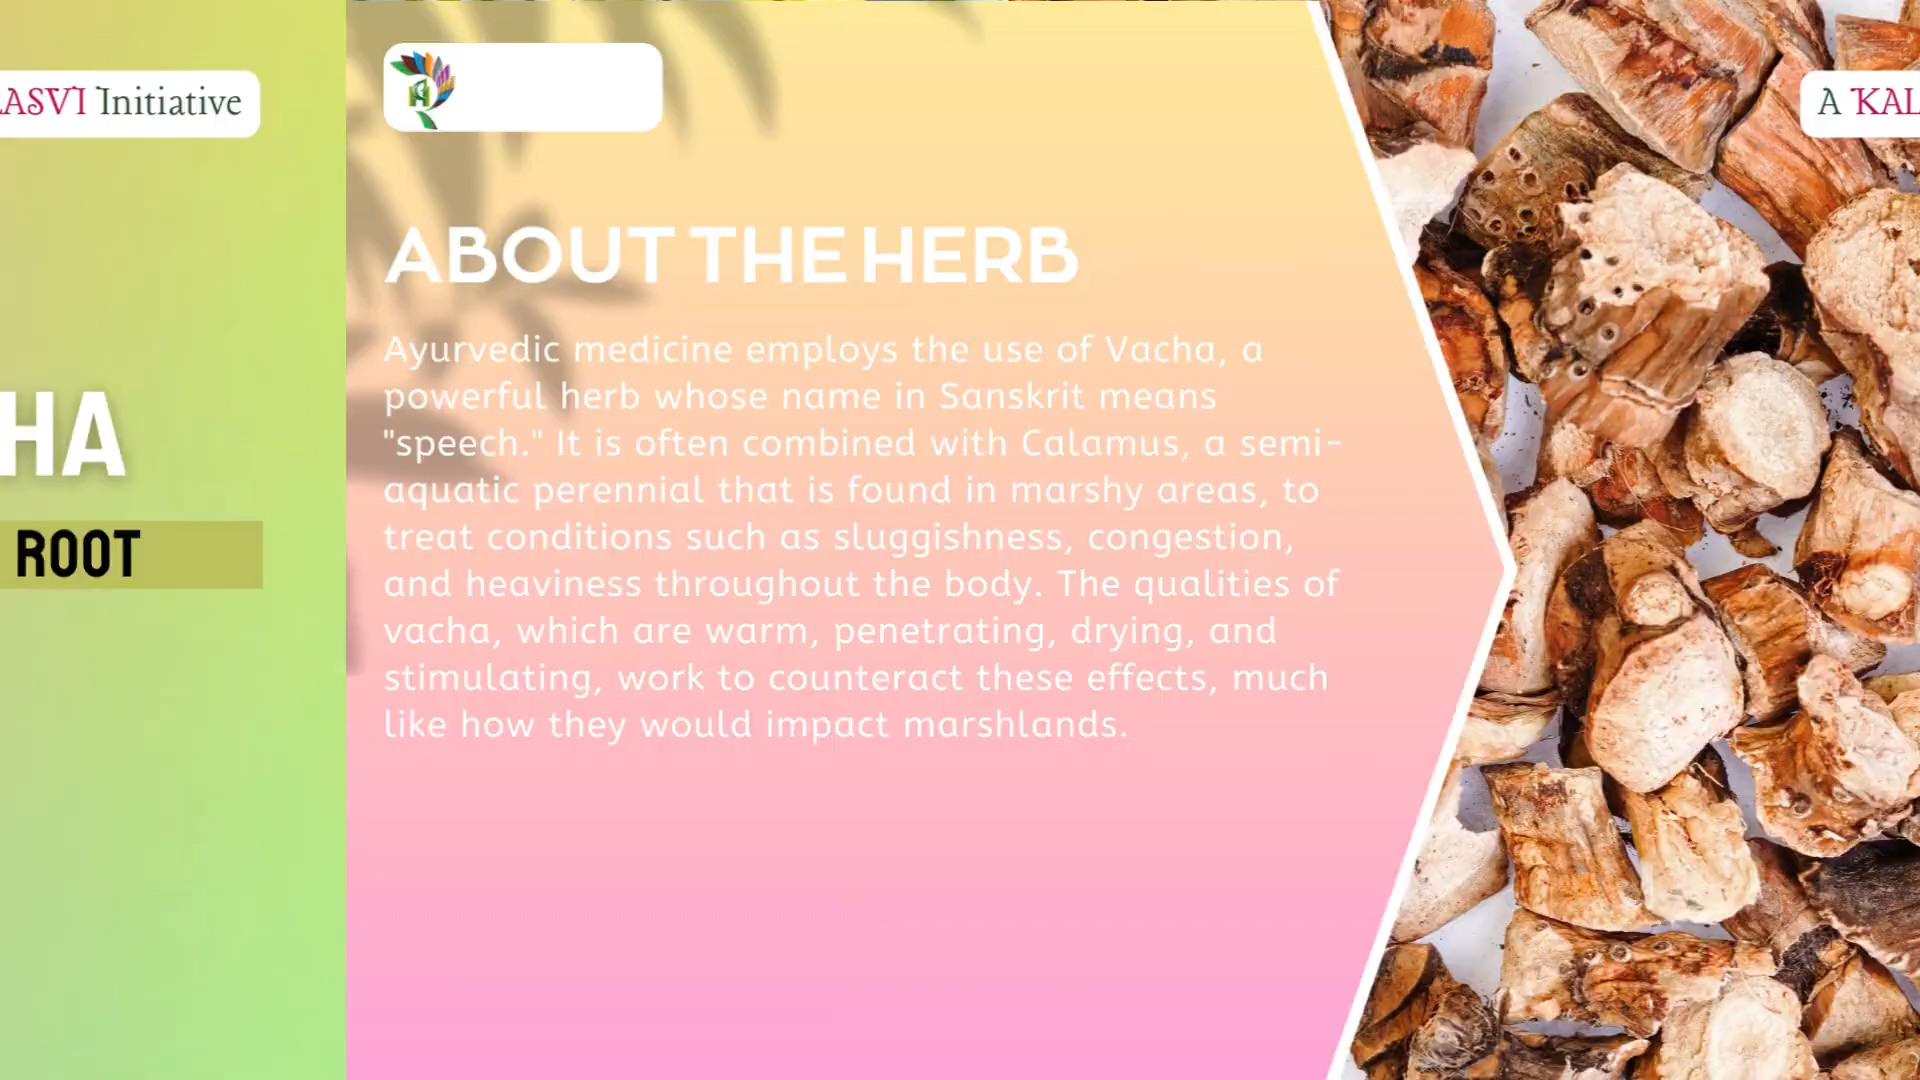 LASVI Initiative
HA
ROOT
ABOUT THE HERB
Ayurvedic medicine employs the use of Vacha, a
powerful herb whose name in Sanskrit means
"speech." It is often combined with Calamus, a semi-
aquatic perennial that is found in marshy areas, to
treat conditions such as sluggishness, congestion,
and heaviness throughout the body. The qualities of
vacha, which are warm, penetrating, drying, and
stimulating, work to counteract these effects, much
like how they would impact marshlands.
A KAL